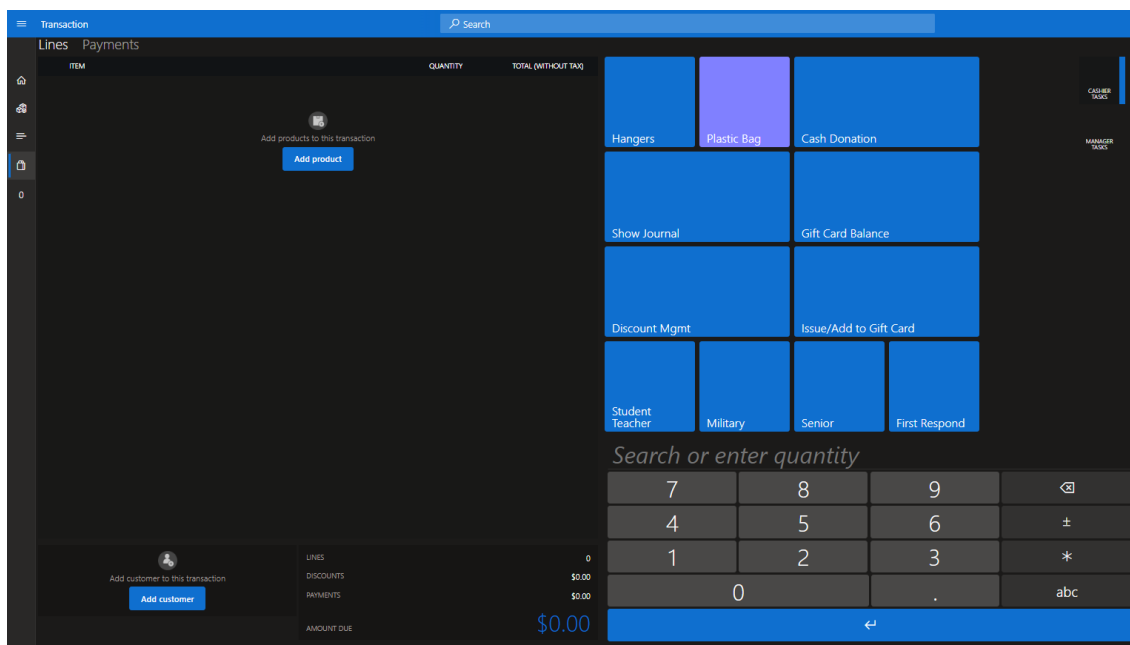 Transaction
Search
Lines Payments
ITEM QUANTITY TOTAL (WITHOUT TAX)
Add products to this transaction
Add product
0
Hangers
Plastic Bag
Cash Donation
Show Journal
Gift Card Balance
Discount Mgmt
Issue/Add to Gift Card
Student
Teacher
Military
Senior
First Respond
CASHIER
TASKS
MANAGER
TASKS
Search or enter quantity
7 8 9
4 5 6 ±
1 2 3 *
0 . abc
Add customer to this transaction
Add customer
LINES 0
DISCOUNTS $0.00
PAYMENTS $0.00
AMOUNT DUE $0.00